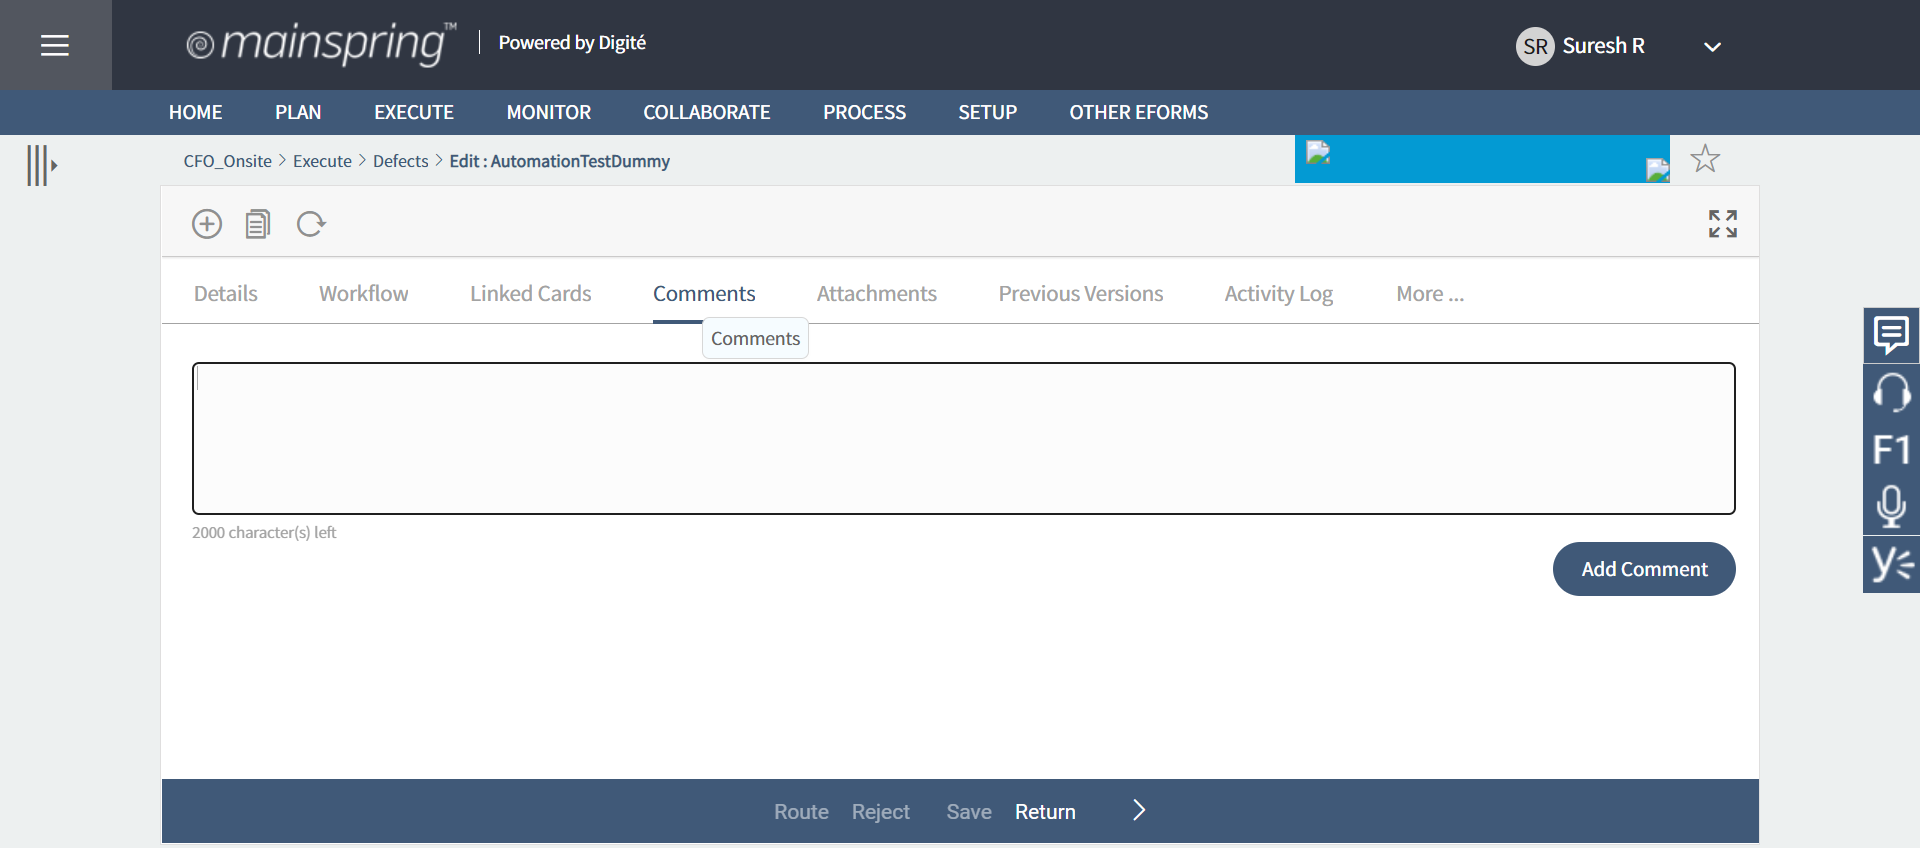 mainspring™ Powered by Digité
SR Suresh R
HOME PLAN EXECUTE MONITOR COLLABORATE PROCESS SETUP OTHER EFORMS
CFO_Onsite > Execute > Defects > Edit : AutomationTestDummy
Details Workflow Linked Cards Comments Attachments Previous Versions Activity Log More ...
Comments
2000 character(s) left
Add Comment
F1
Route Reject Save Return